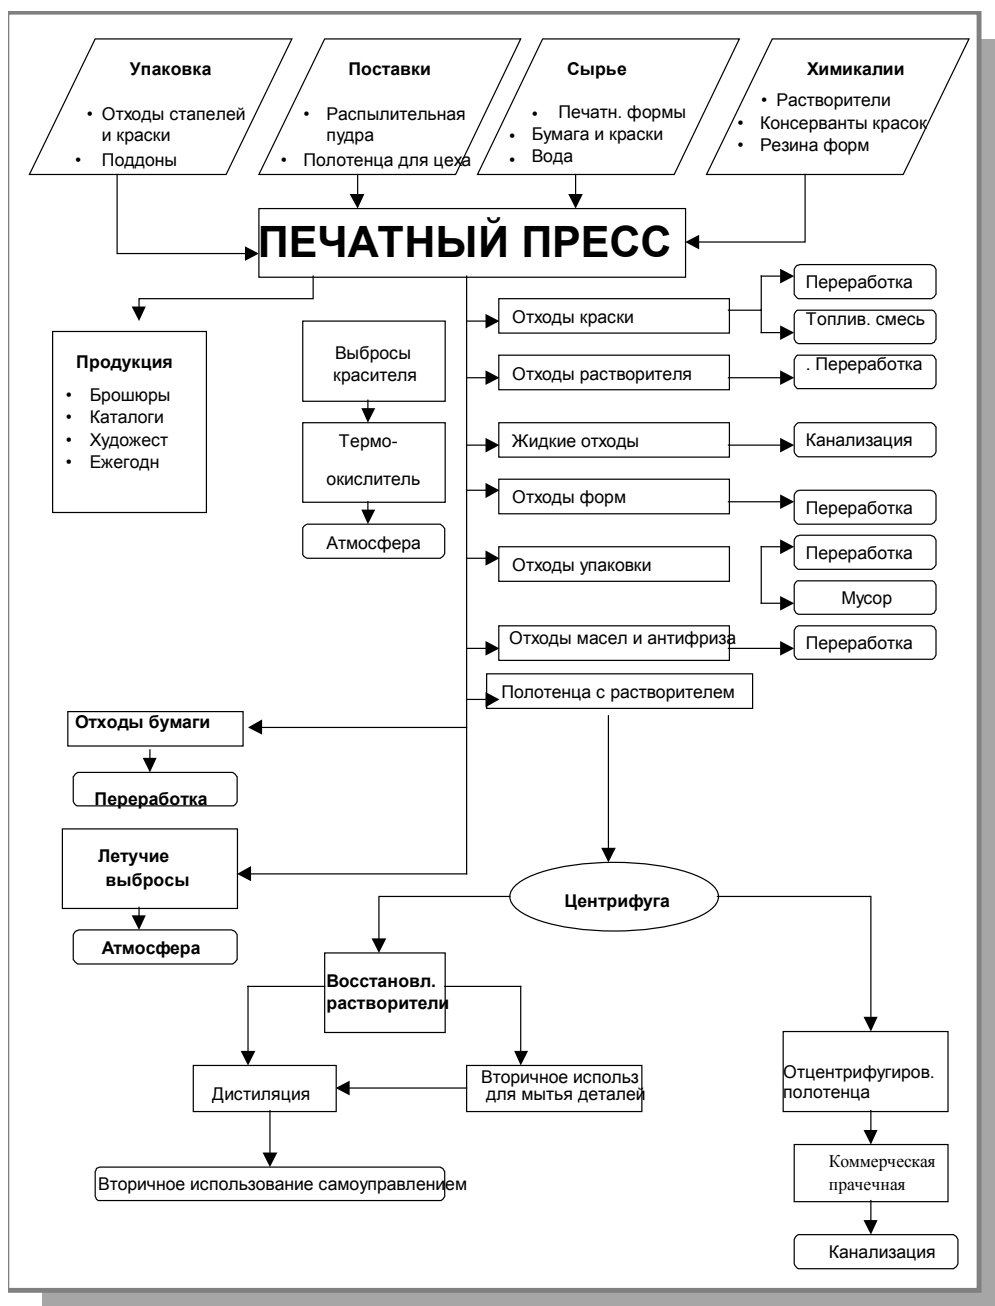 Упаковка
• Отходы стапелей
и краски
• Поддоны
Поставки
• Распылительная
пудра
• Полотенца для цеха
Сырье
• Печатн. формы
• Бумага и краски
• Вода
Химикалии
• Растворители
• Консерванты красок
• Резина форм
ПЕЧАТНЫЙ ПРЕСС
Продукция
• Брошюры
• Каталоги
• Художест
• Ежегодн
Выбросы
красителя
Термо-
окислитель
Атмосфера
Отходы краски
Переработка
Топлив. смесь
Отходы растворителя
. Переработка
Жидкие отходы
Канализация
Отходы форм
Переработка
Отходы упаковки
Переработка
Мусор
Отходы масел и антифриза
Переработка
Полотенца с растворителем
Отходы бумаги
Переработка
Летучие
выбросы
Атмосфера
Центрифуга
Восстановл.
растворители
Дистиляция
Вторичное использ
для мытья деталей
Вторичное использование самоуправлением
Отцентрифугиров.
полотенца
Коммерческая
прачечная
Канализация